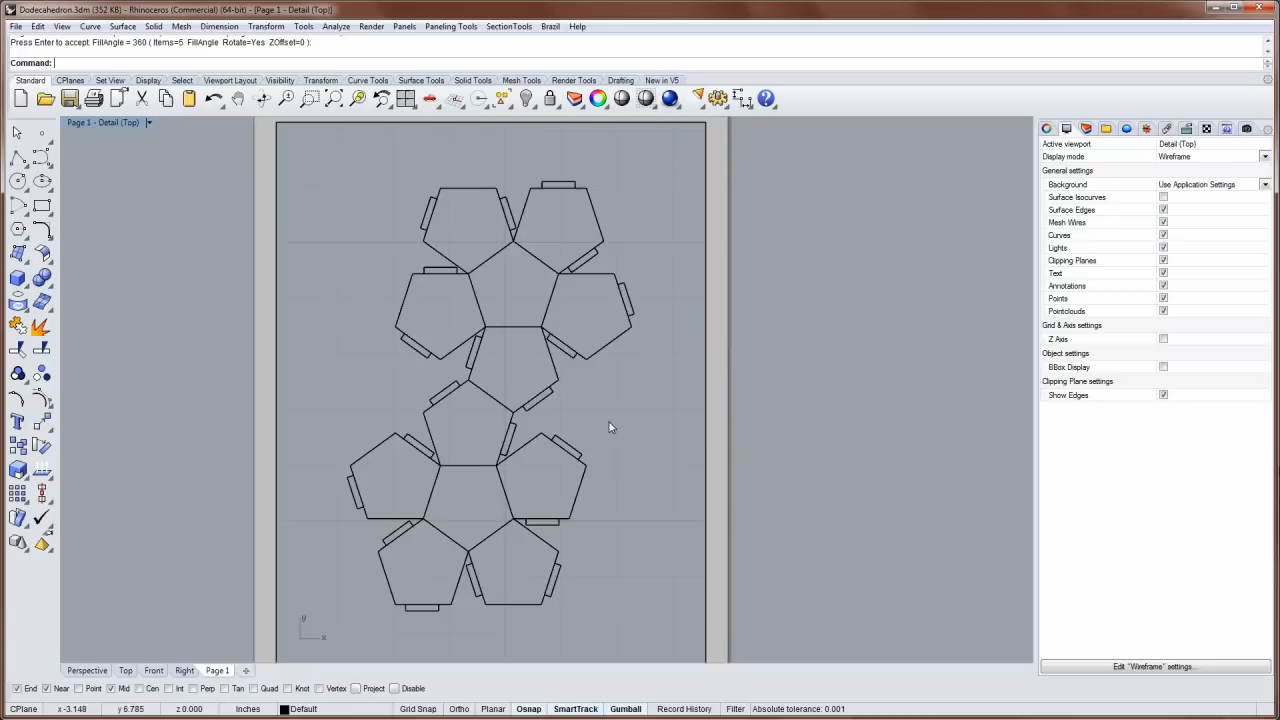 Dodecahedron.3dm (352 KB) - Rhinoceros (Commercial) (64-bit) - [Page 1 - Detail (Top)]
File Edit View Curve Surface Solid Mesh Dimension Transform Tools Analyze Render Panels Paneling Tools SectionTools Brazil Help
Press Enter to accept. FillAngle = 360 ( Items=5 FillAngle Rotate=Yes ZOffset=0 ):
Command:
Standard CPlanes Set View Display Select Viewport Layout Visibility Transform Curve Tools Surface Tools Solid Tools Mesh Tools Render Tools Drafting New in V5
Page 1 - Detail (Top)
Active viewport Detail (Top)
Display mode Wireframe
General settings
Background Use Application Settings
Surface Isocurves
Surface Edges
Mesh Wires
Curves
Lights
Clipping Planes
Text
Annotations
Points
Pointclouds
Grid & Axis settings
Z Axis
Object settings
BBox Display
Clipping Plane settings
Show Edges
y
x
Edit "Wireframe" settings...
Perspective Top Front Right Page 1
End Near Point Mid Cen Int Perp Tan Quad Knot Vertex Project Disable
CPlane x -3.148 y 6.785 z 0.000 Inches Default Grid Snap Ortho Planar Osnap SmartTrack Gumball Record History Filter Absolute tolerance: 0.001